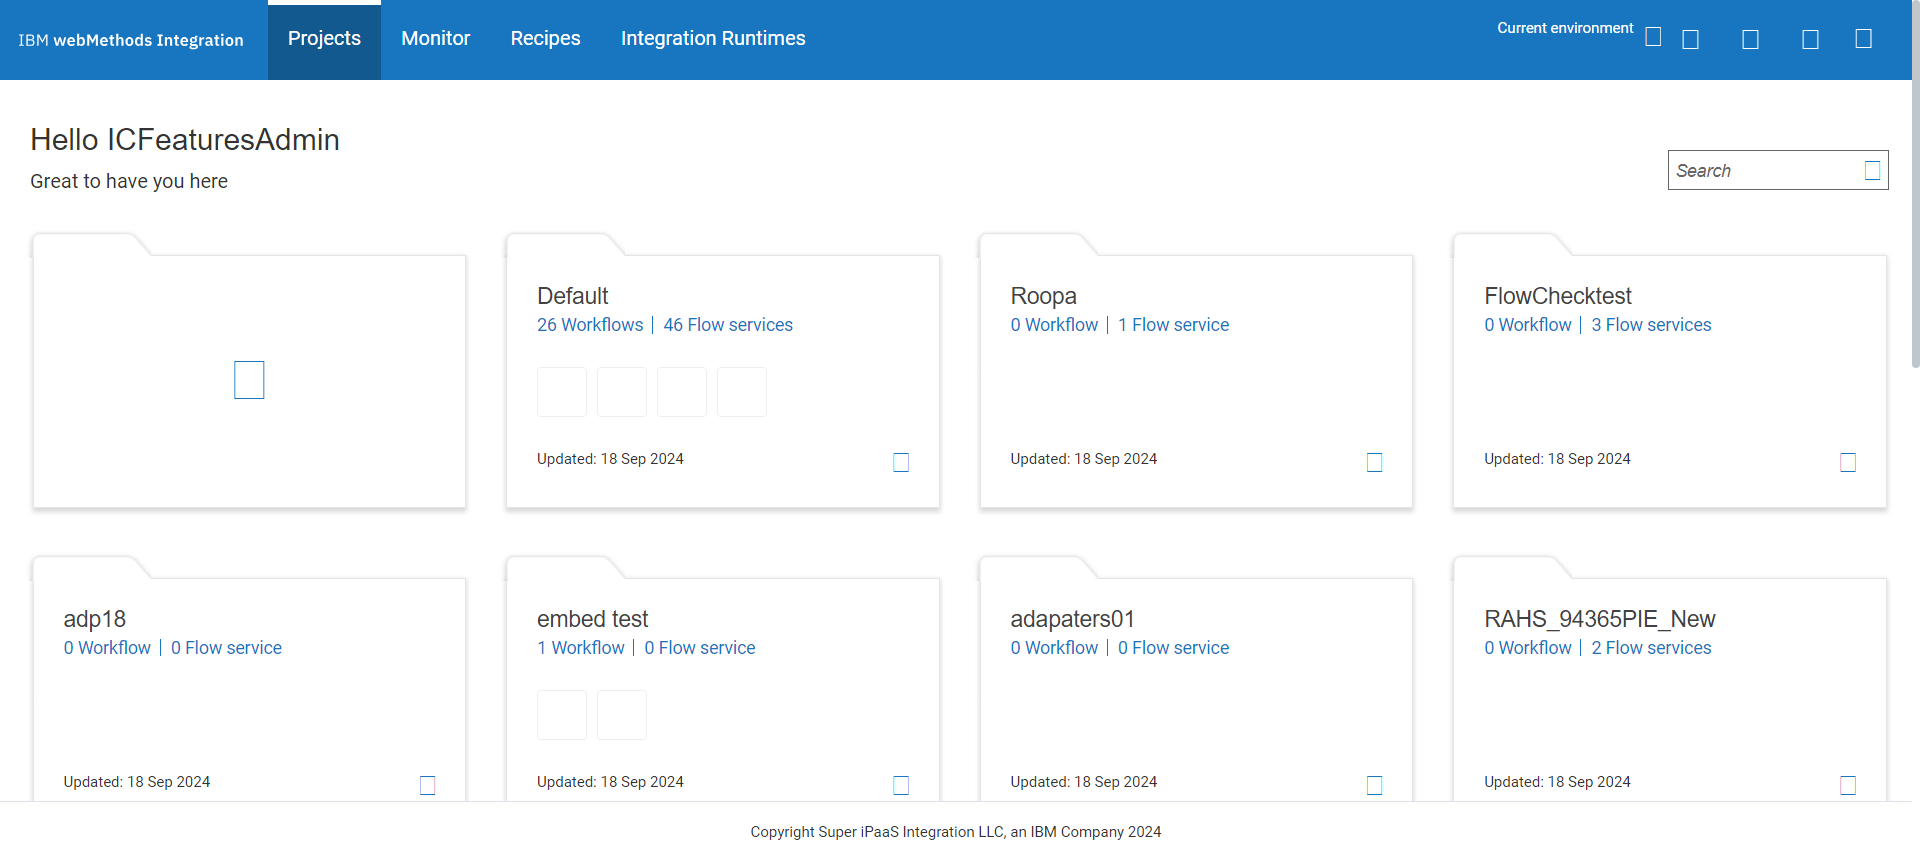 IBM webMethods Integration
Projects
Monitor
Recipes
Integration Runtimes
Current environment
Hello ICFeaturesAdmin
Great to have you here
Search
Default
26 Workflows | 46 Flow services
Updated: 18 Sep 2024
Roopa
0 Workflow | 1 Flow service
Updated: 18 Sep 2024
FlowChecktest
0 Workflow | 3 Flow services
Updated: 18 Sep 2024
adp18
0 Workflow | 0 Flow service
Updated: 18 Sep 2024
embed test
1 Workflow | 0 Flow service
Updated: 18 Sep 2024
adapaters01
0 Workflow | 0 Flow service
Updated: 18 Sep 2024
RAHS_94365PIE_New
0 Workflow | 2 Flow services
Updated: 18 Sep 2024
Copyright Super iPaaS Integration LLC, an IBM Company 2024